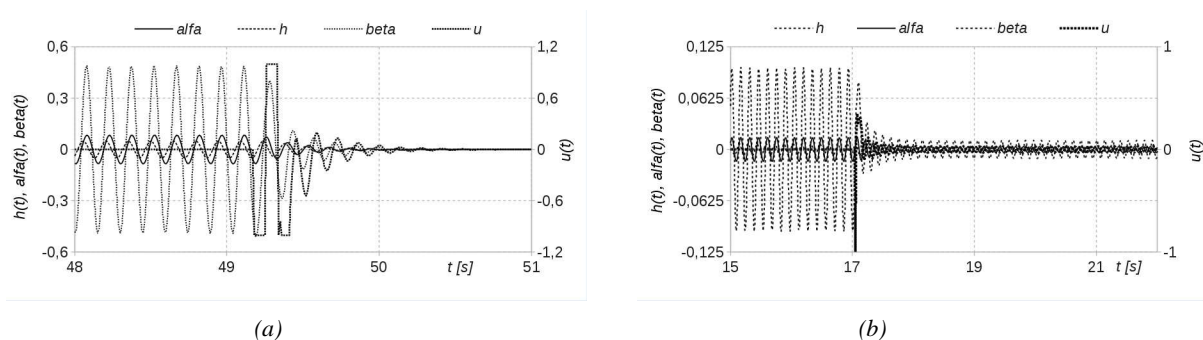 alfa h beta u
0,6 1,2
0,3 0,6
0 0
-0,3 -0,6
-0,6 -1,2
48 49 50 51
t [s]
h(t), alfa(t), beta(t)
u(t)
(a)
h alfa beta u
0,125 1
0,0625
0 0
-0,0625
-0,125 -1
15 17 19 21
t [s]
h(t), alfa(t), beta(t)
u(t)
(b)